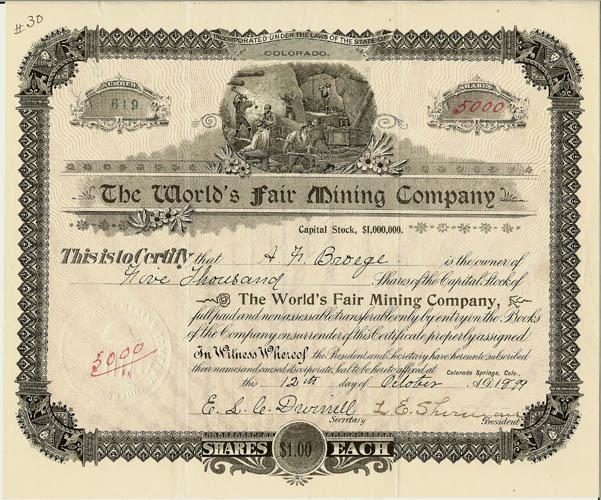 #30
INCORPORATED UNDER THE LAWS OF THE STATE OF
COLORADO.
NUMBER
619
SHARES
5000
The World's Fair Mining Company
Capital Stock, $1,000,000.
This is to Certify that A F Broege is the owner of
Five Thousand Shares of the Capital Stock of
The World's Fair Mining Company,
full paid and non assessable transferable only by entry on the Books
of the Company on surrender of this Certificate properly assigned
In Witness Whereof the President and Secretary have hereunto subscribed
their names and caused its corporate seal to be hereto affixed at Colorado Springs, Colo.,
this 12th day of October A.D. 1899
5000
E. S. C. Dwinell
Secretary
L. E. Sherman
President
SHARES $1.00 EACH